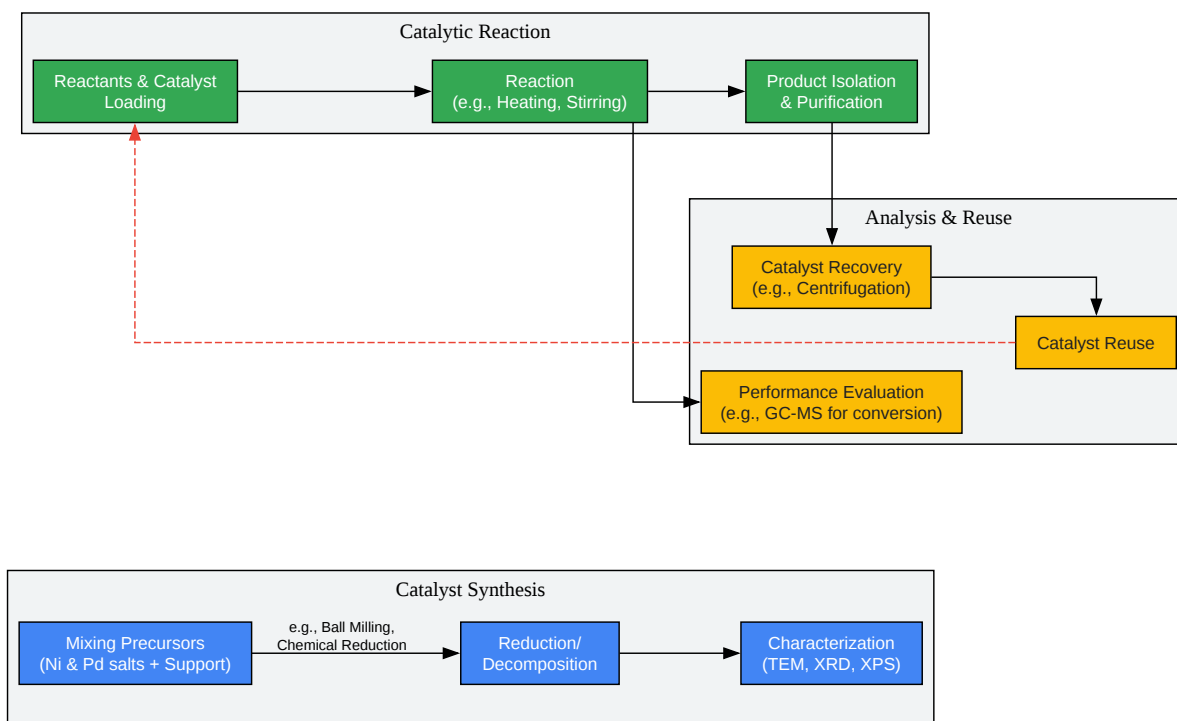 Catalytic Reaction
Reactants & Catalyst
Loading
Reaction
(e.g., Heating, Stirring)
Product Isolation
& Purification
Analysis & Reuse
Catalyst Recovery
(e.g., Centrifugation)
Catalyst Reuse
Performance Evaluation
(e.g., GC-MS for conversion)
Catalyst Synthesis
Mixing Precursors
(Ni & Pd salts + Support)
e.g., Ball Milling,
Chemical Reduction
Reduction/
Decomposition
Characterization
(TEM, XRD, XPS)